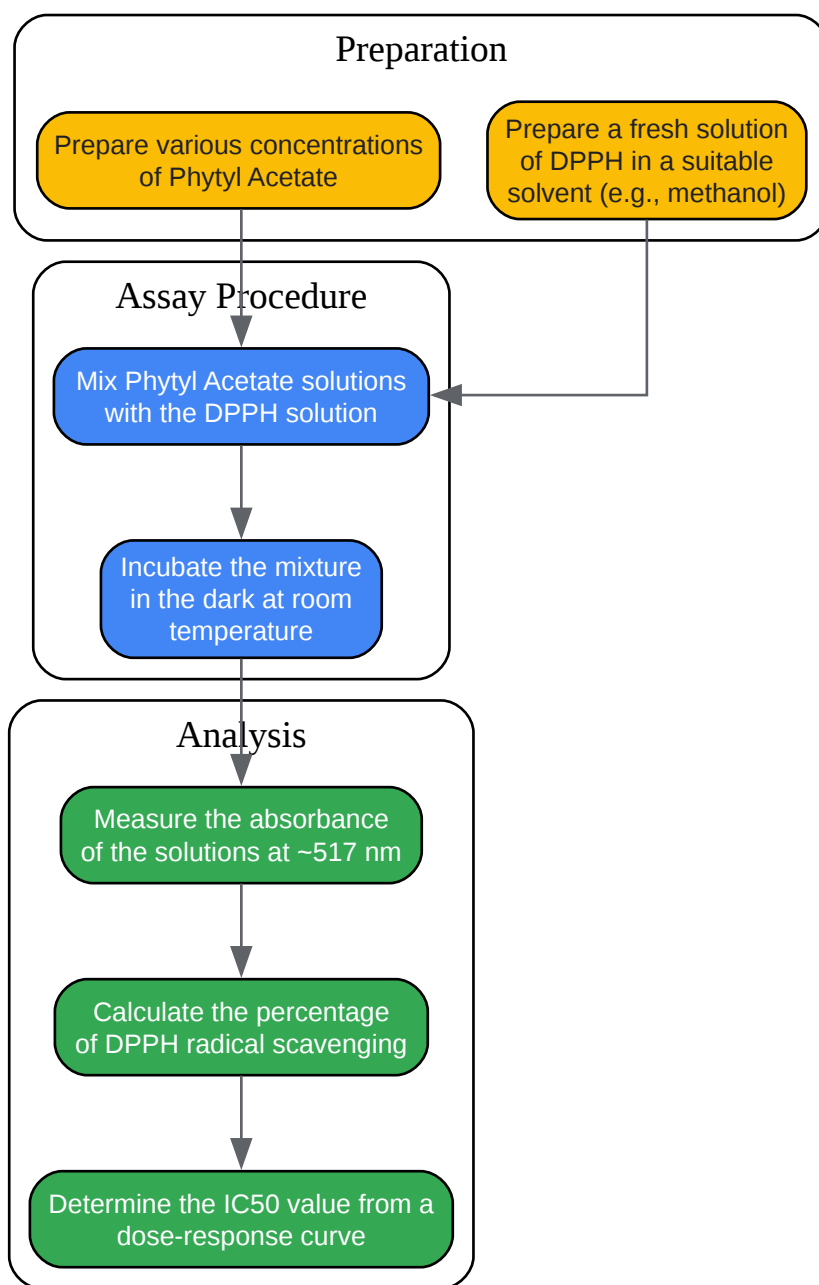 Preparation
Prepare various concentrations
of Phytyl Acetate
Prepare a fresh solution
of DPPH in a suitable
solvent (e.g., methanol)
Assay Procedure
Mix Phytyl Acetate solutions
with the DPPH solution
Incubate the mixture
in the dark at room
temperature
Analysis
Measure the absorbance
of the solutions at ~517 nm
Calculate the percentage
of DPPH radical scavenging
Determine the IC50 value from a
dose-response curve